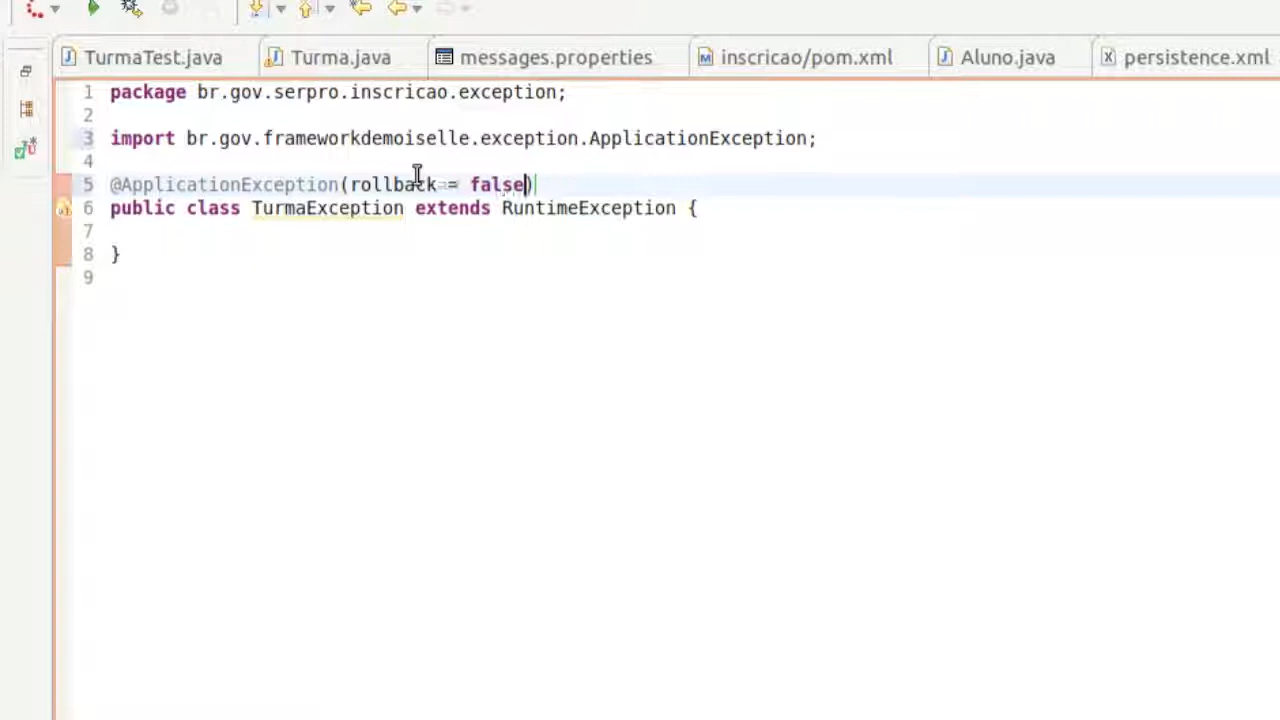 TurmaTest.java Turma.java messages.properties inscricao/pom.xml Aluno.java persistence.xml
1 package br.gov.serpro.inscricao.exception;
2
3 import br.gov.frameworkdemoiselle.exception.ApplicationException;
4
5 @ApplicationException(rollback = false)
6 public class TurmaException extends RuntimeException {
7
8 }
9